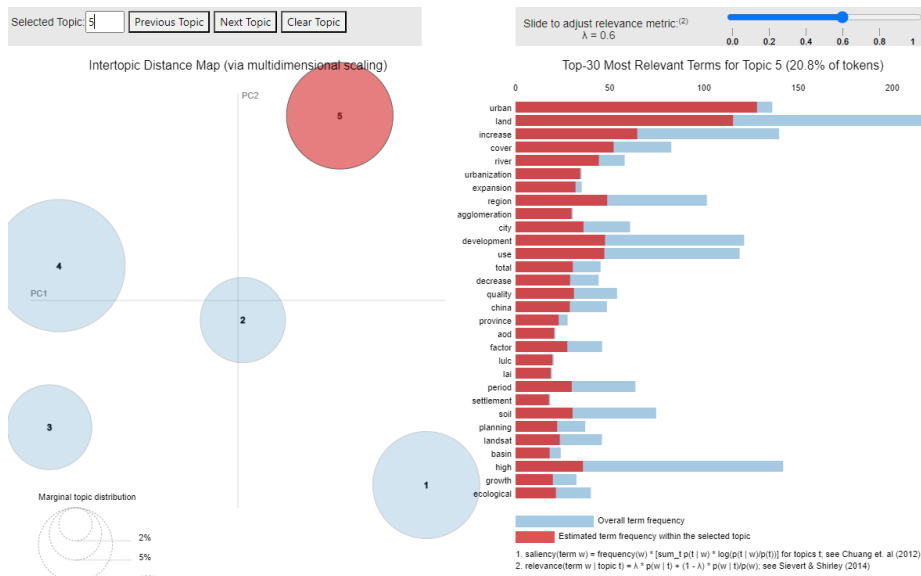 Selected Topic: 5 Previous Topic Next Topic Clear Topic
Slide to adjust relevance metric:(2)
λ = 0.6
0.0 0.2 0.4 0.6 0.8 1
Intertopic Distance Map (via multidimensional scaling)
PC2
PC1
5
4
2
3
1
Marginal topic distribution
2%
5%
Top-30 Most Relevant Terms for Topic 5 (20.8% of tokens)
0 50 100 150 200
urban
land
increase
cover
river
urbanization
expansion
region
agglomeration
city
development
use
total
decrease
quality
china
province
aod
factor
lulc
lai
period
settlement
soil
planning
landsat
basin
high
growth
ecological
Overall term frequency
Estimated term frequency within the selected topic
1. saliency(term w) = frequency(w) * [sum_t p(t | w) * log(p(t | w)/p(t))] for topics t; see Chuang et. al (2012)
2. relevance(term w | topic t) = λ * p(w | t) + (1 - λ) * p(w | t)/p(w); see Sievert & Shirley (2014)